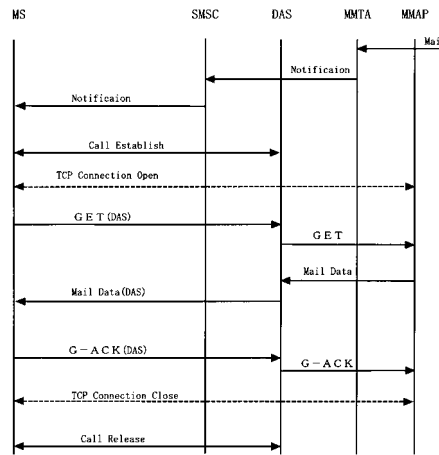 MS SMSC DAS MMTA MMAP
Mai
Notificaion
Notificaion
Call Establish
TCP Connection Open
GET(DAS)
GET
Mail Data
Mail Data(DAS)
G-ACK(DAS)
G-ACK
TCP Connection Close
Call Release